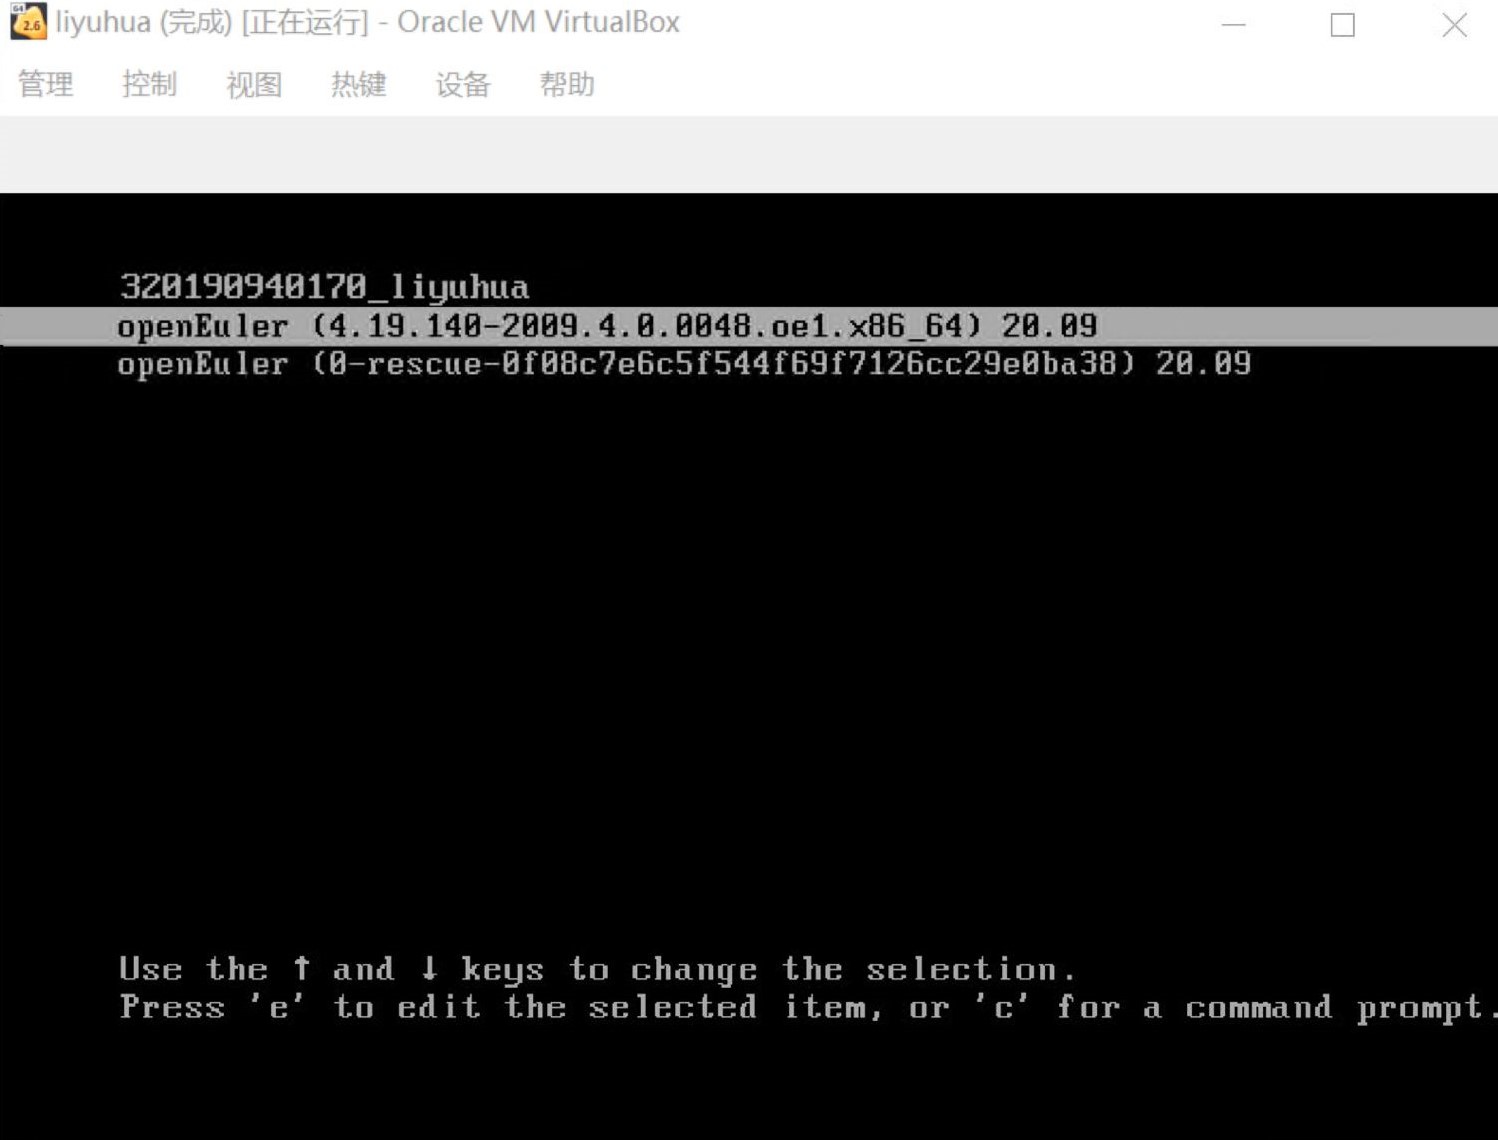 64
2.6
liyuhua (完成) [正在运行] - Oracle VM VirtualBox
管理 控制 视图 热键 设备 帮助
320190940170_liyuhua
openEuler (4.19.140-2009.4.0.0048.oe1.x86_64) 20.09
openEuler (0-rescue-0f08c7e6c5f544f69f7126cc29e0ba38) 20.09
Use the ↑ and ↓ keys to change the selection.
Press 'e' to edit the selected item, or 'c' for a command prompt.